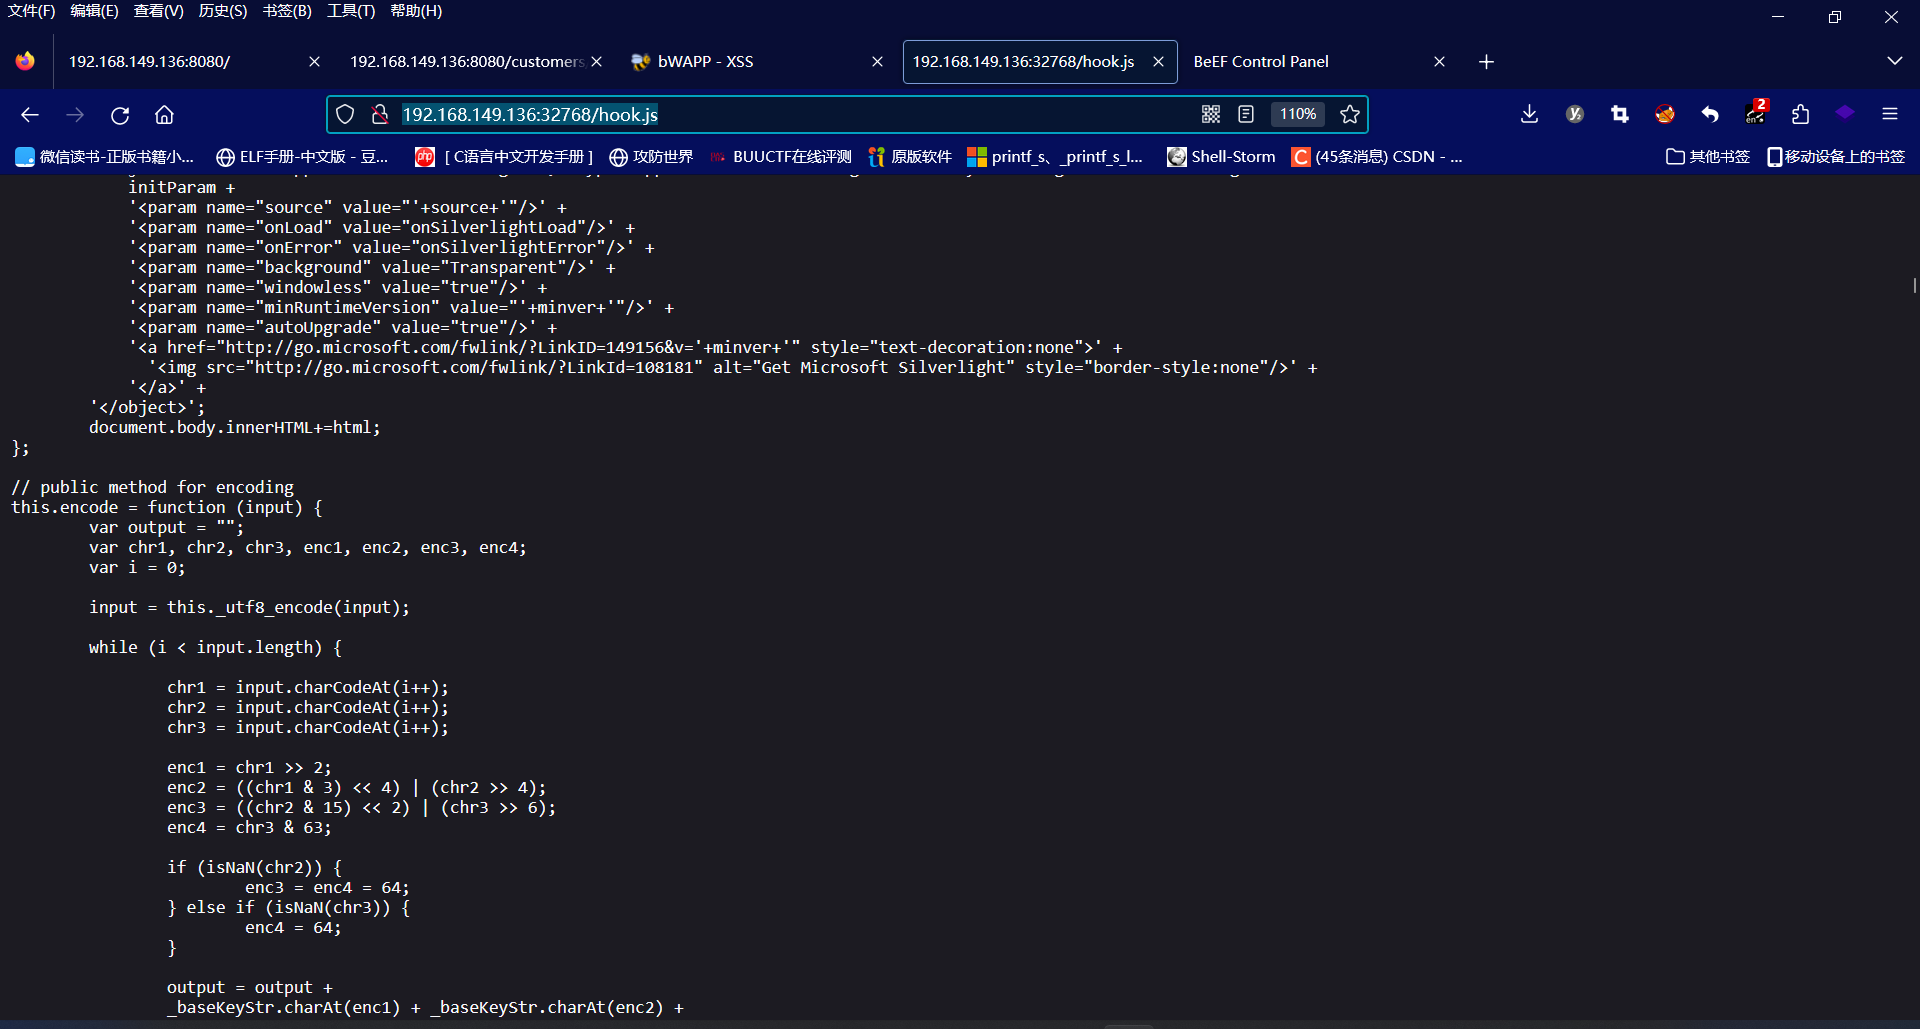 文件(F) 编辑(E) 查看(V) 历史(S) 书签(B) 工具(T) 帮助(H)
192.168.149.136:8080/ 192.168.149.136:8080/customers bWAPP - XSS 192.168.149.136:32768/hook.js BeEF Control Panel
192.168.149.136:32768/hook.js 110% 2
微信读书-正版书籍小... ELF手册-中文版 - 豆... [ C语言中文开发手册 ] 攻防世界 BUUCTF在线评测 原版软件 printf_s、_printf_s_l... Shell-Storm (45条消息) CSDN - ... 其他书签 移动设备上的书签
initParam +
'<param name="source" value="'+source+'"/>' +
'<param name="onLoad" value="onSilverlightLoad"/>' +
'<param name="onError" value="onSilverlightError"/>' +
'<param name="background" value="Transparent"/>' +
'<param name="windowless" value="true"/>' +
'<param name="minRuntimeVersion" value="'+minver+'"/>' +
'<param name="autoUpgrade" value="true"/>' +
'<a href="http://go.microsoft.com/fwlink/?LinkID=149156&v='+minver+'" style="text-decoration:none">' +
'<img src="http://go.microsoft.com/fwlink/?LinkId=108181" alt="Get Microsoft Silverlight" style="border-style:none"/>' +
'</a>' +
'</object>';
document.body.innerHTML+=html;
};
// public method for encoding
this.encode = function (input) {
var output = "";
var chr1, chr2, chr3, enc1, enc2, enc3, enc4;
var i = 0;
input = this._utf8_encode(input);
while (i < input.length) {
chr1 = input.charCodeAt(i++);
chr2 = input.charCodeAt(i++);
chr3 = input.charCodeAt(i++);
enc1 = chr1 >> 2;
enc2 = ((chr1 & 3) << 4) | (chr2 >> 4);
enc3 = ((chr2 & 15) << 2) | (chr3 >> 6);
enc4 = chr3 & 63;
if (isNaN(chr2)) {
enc3 = enc4 = 64;
} else if (isNaN(chr3)) {
enc4 = 64;
}
output = output +
_baseKeyStr.charAt(enc1) + _baseKeyStr.charAt(enc2) +